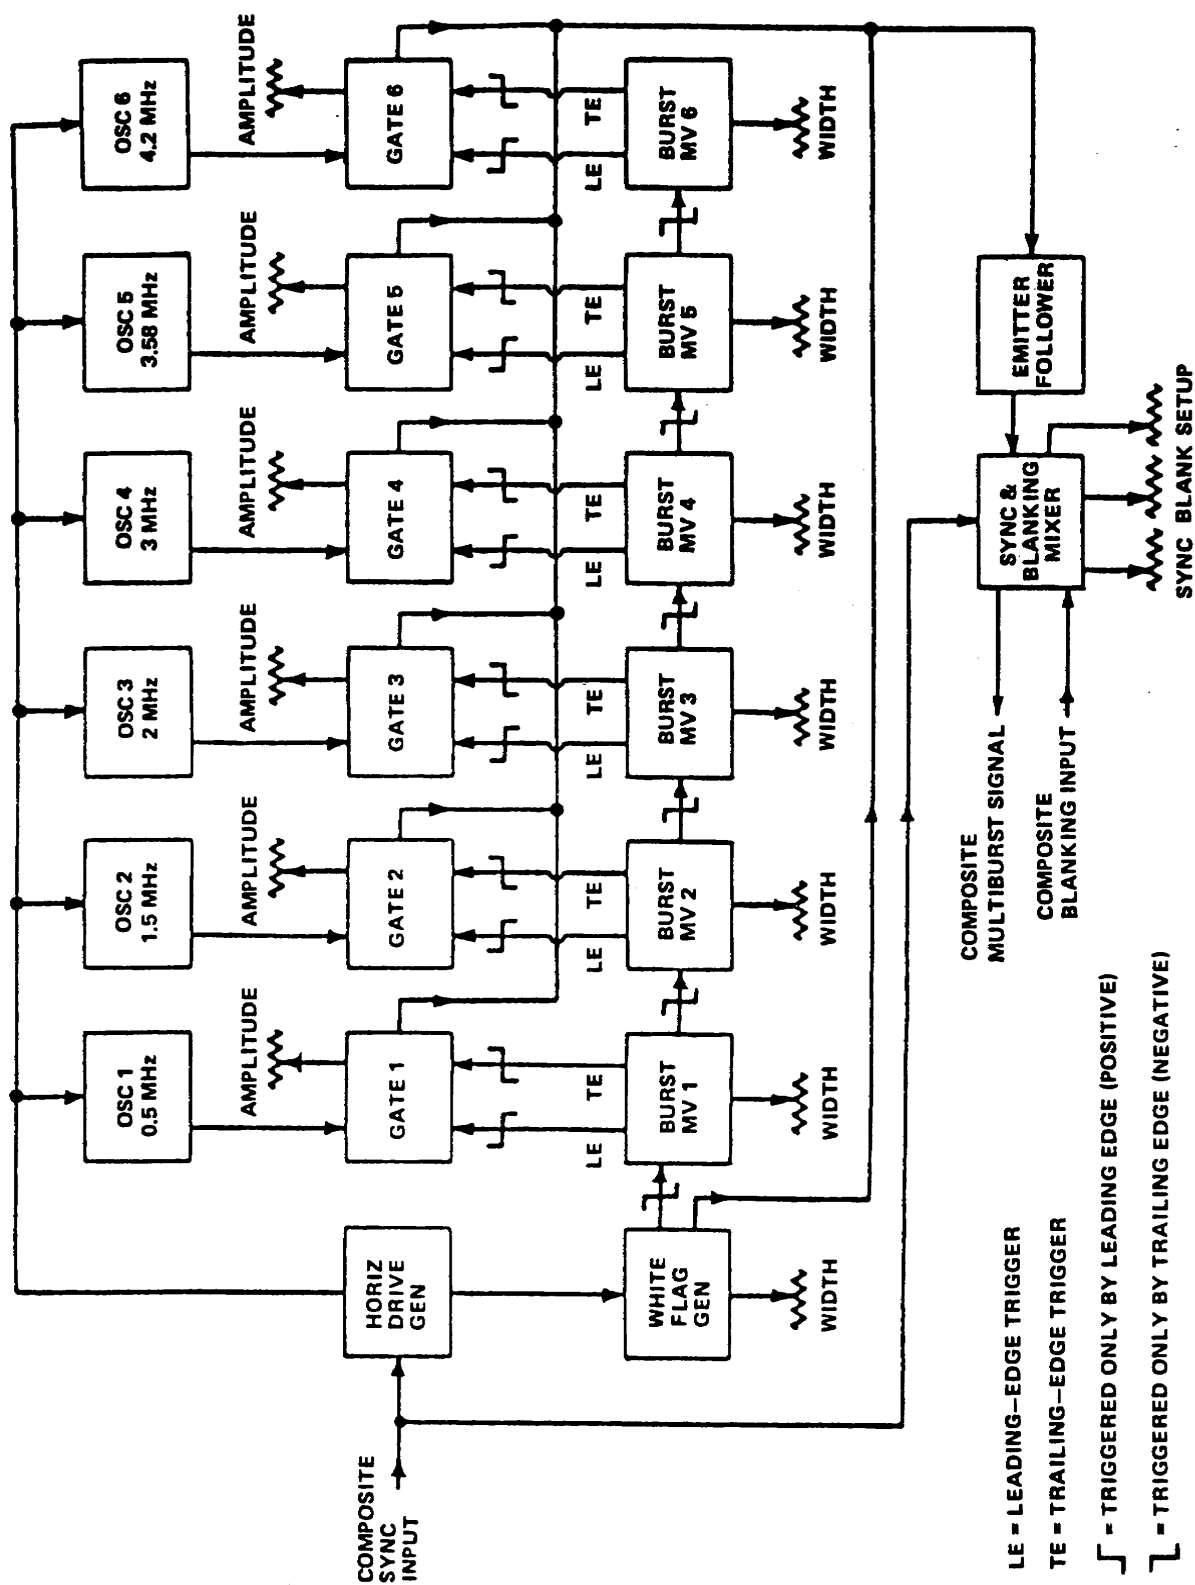 OSC 1
0.5 MHz
OSC 2
1.5 MHz
OSC 3
2 MHz
OSC 4
3 MHz
OSC 5
3.58 MHz
OSC 6
4.2 MHz
AMPLITUDE
AMPLITUDE
AMPLITUDE
AMPLITUDE
AMPLITUDE
AMPLITUDE
COMPOSITE
SYNC
INPUT
HORIZ
DRIVE
GEN
GATE 1
GATE 2
GATE 3
GATE 4
GATE 5
GATE 6
LE
TE
LE
TE
LE
TE
LE
TE
LE
TE
LE
TE
WHITE
FLAG
GEN
BURST
MV 1
BURST
MV 2
BURST
MV 3
BURST
MV 4
BURST
MV 5
BURST
MV 6
WIDTH
WIDTH
WIDTH
WIDTH
WIDTH
WIDTH
WIDTH
COMPOSITE
MULTIBURST SIGNAL
COMPOSITE
BLANKING INPUT
SYNC &
BLANKING
MIXER
EMITTER
FOLLOWER
SYNC BLANK SETUP
LE = LEADING–EDGE TRIGGER
TE = TRAILING–EDGE TRIGGER
= TRIGGERED ONLY BY LEADING EDGE (POSITIVE)
= TRIGGERED ONLY BY TRAILING EDGE (NEGATIVE)